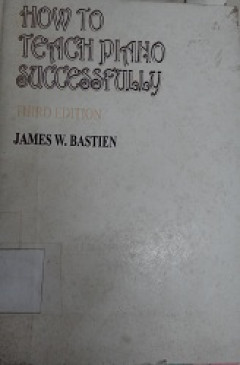 HOW TO
TEACH PIANO
SUCCESSFULLY
THIRD EDITION
JAMES W. BASTIEN